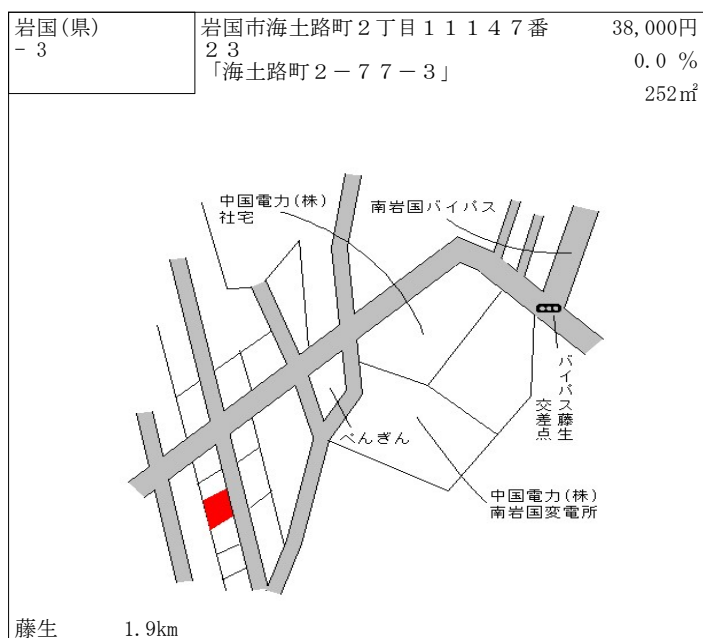 岩国(県)
- 3
岩国市海土路町２丁目１１１４７番
２３
「海土路町２－７７－３」
38,000円
0.0 %
252㎡
中国電力(株)
社宅
南岩国バイパス
バイパス藤生
交差点
ぺんぎん
中国電力(株)
南岩国変電所
藤生 1.9km